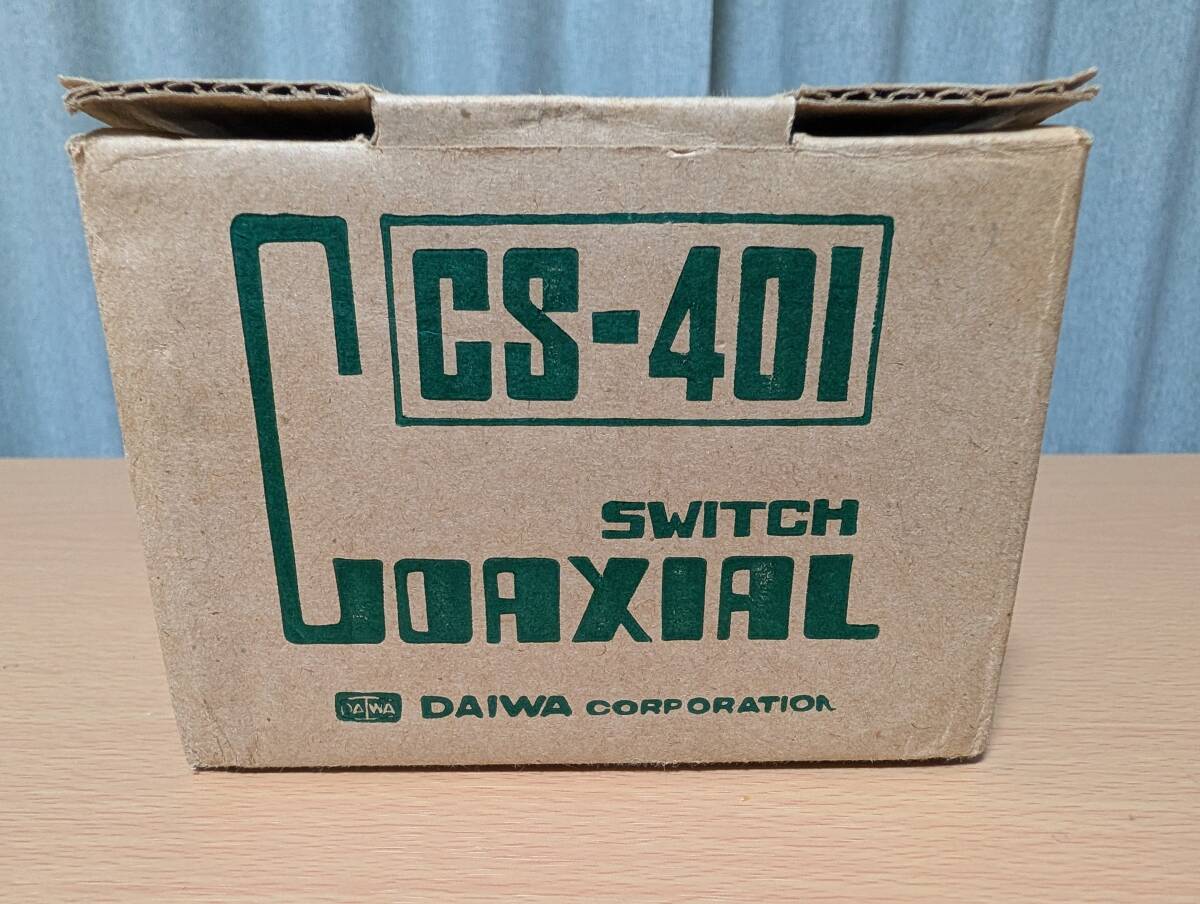 CS-401
SWITCH
COAXIAL
DAIWA DAIWA CORPORATION